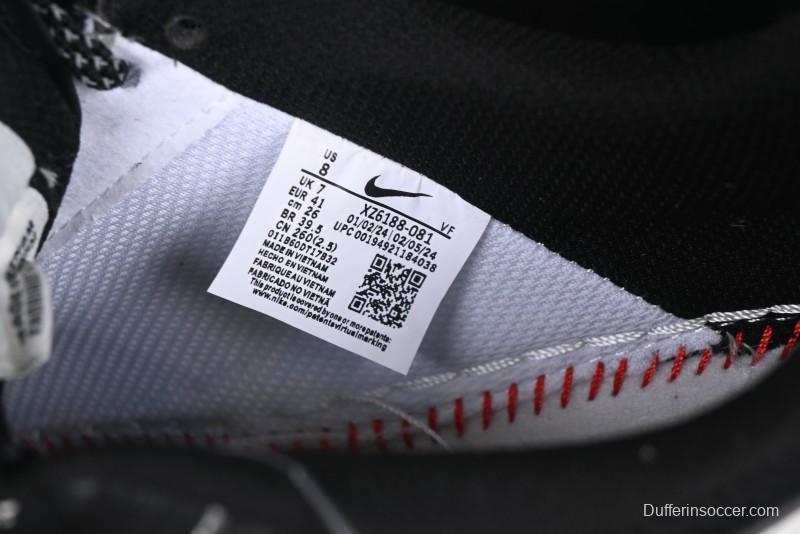 US
8
UK 7
EUR 41
cm 26
BR 39.5
CN 260(2.5)
011860DT17B32
XZ6188-081
VF
01/02/24 | 02/05/24
UPC 00194921184038
MADE IN VIETNAM
HECHO EN VIETNAM
FABRIQUE AU VIETNAM
FABRICADO NO VIETNÃ
This product is covered by one or more patents:
www.nike.com/patentsvirtualmarking
Dufferinsoccer.com